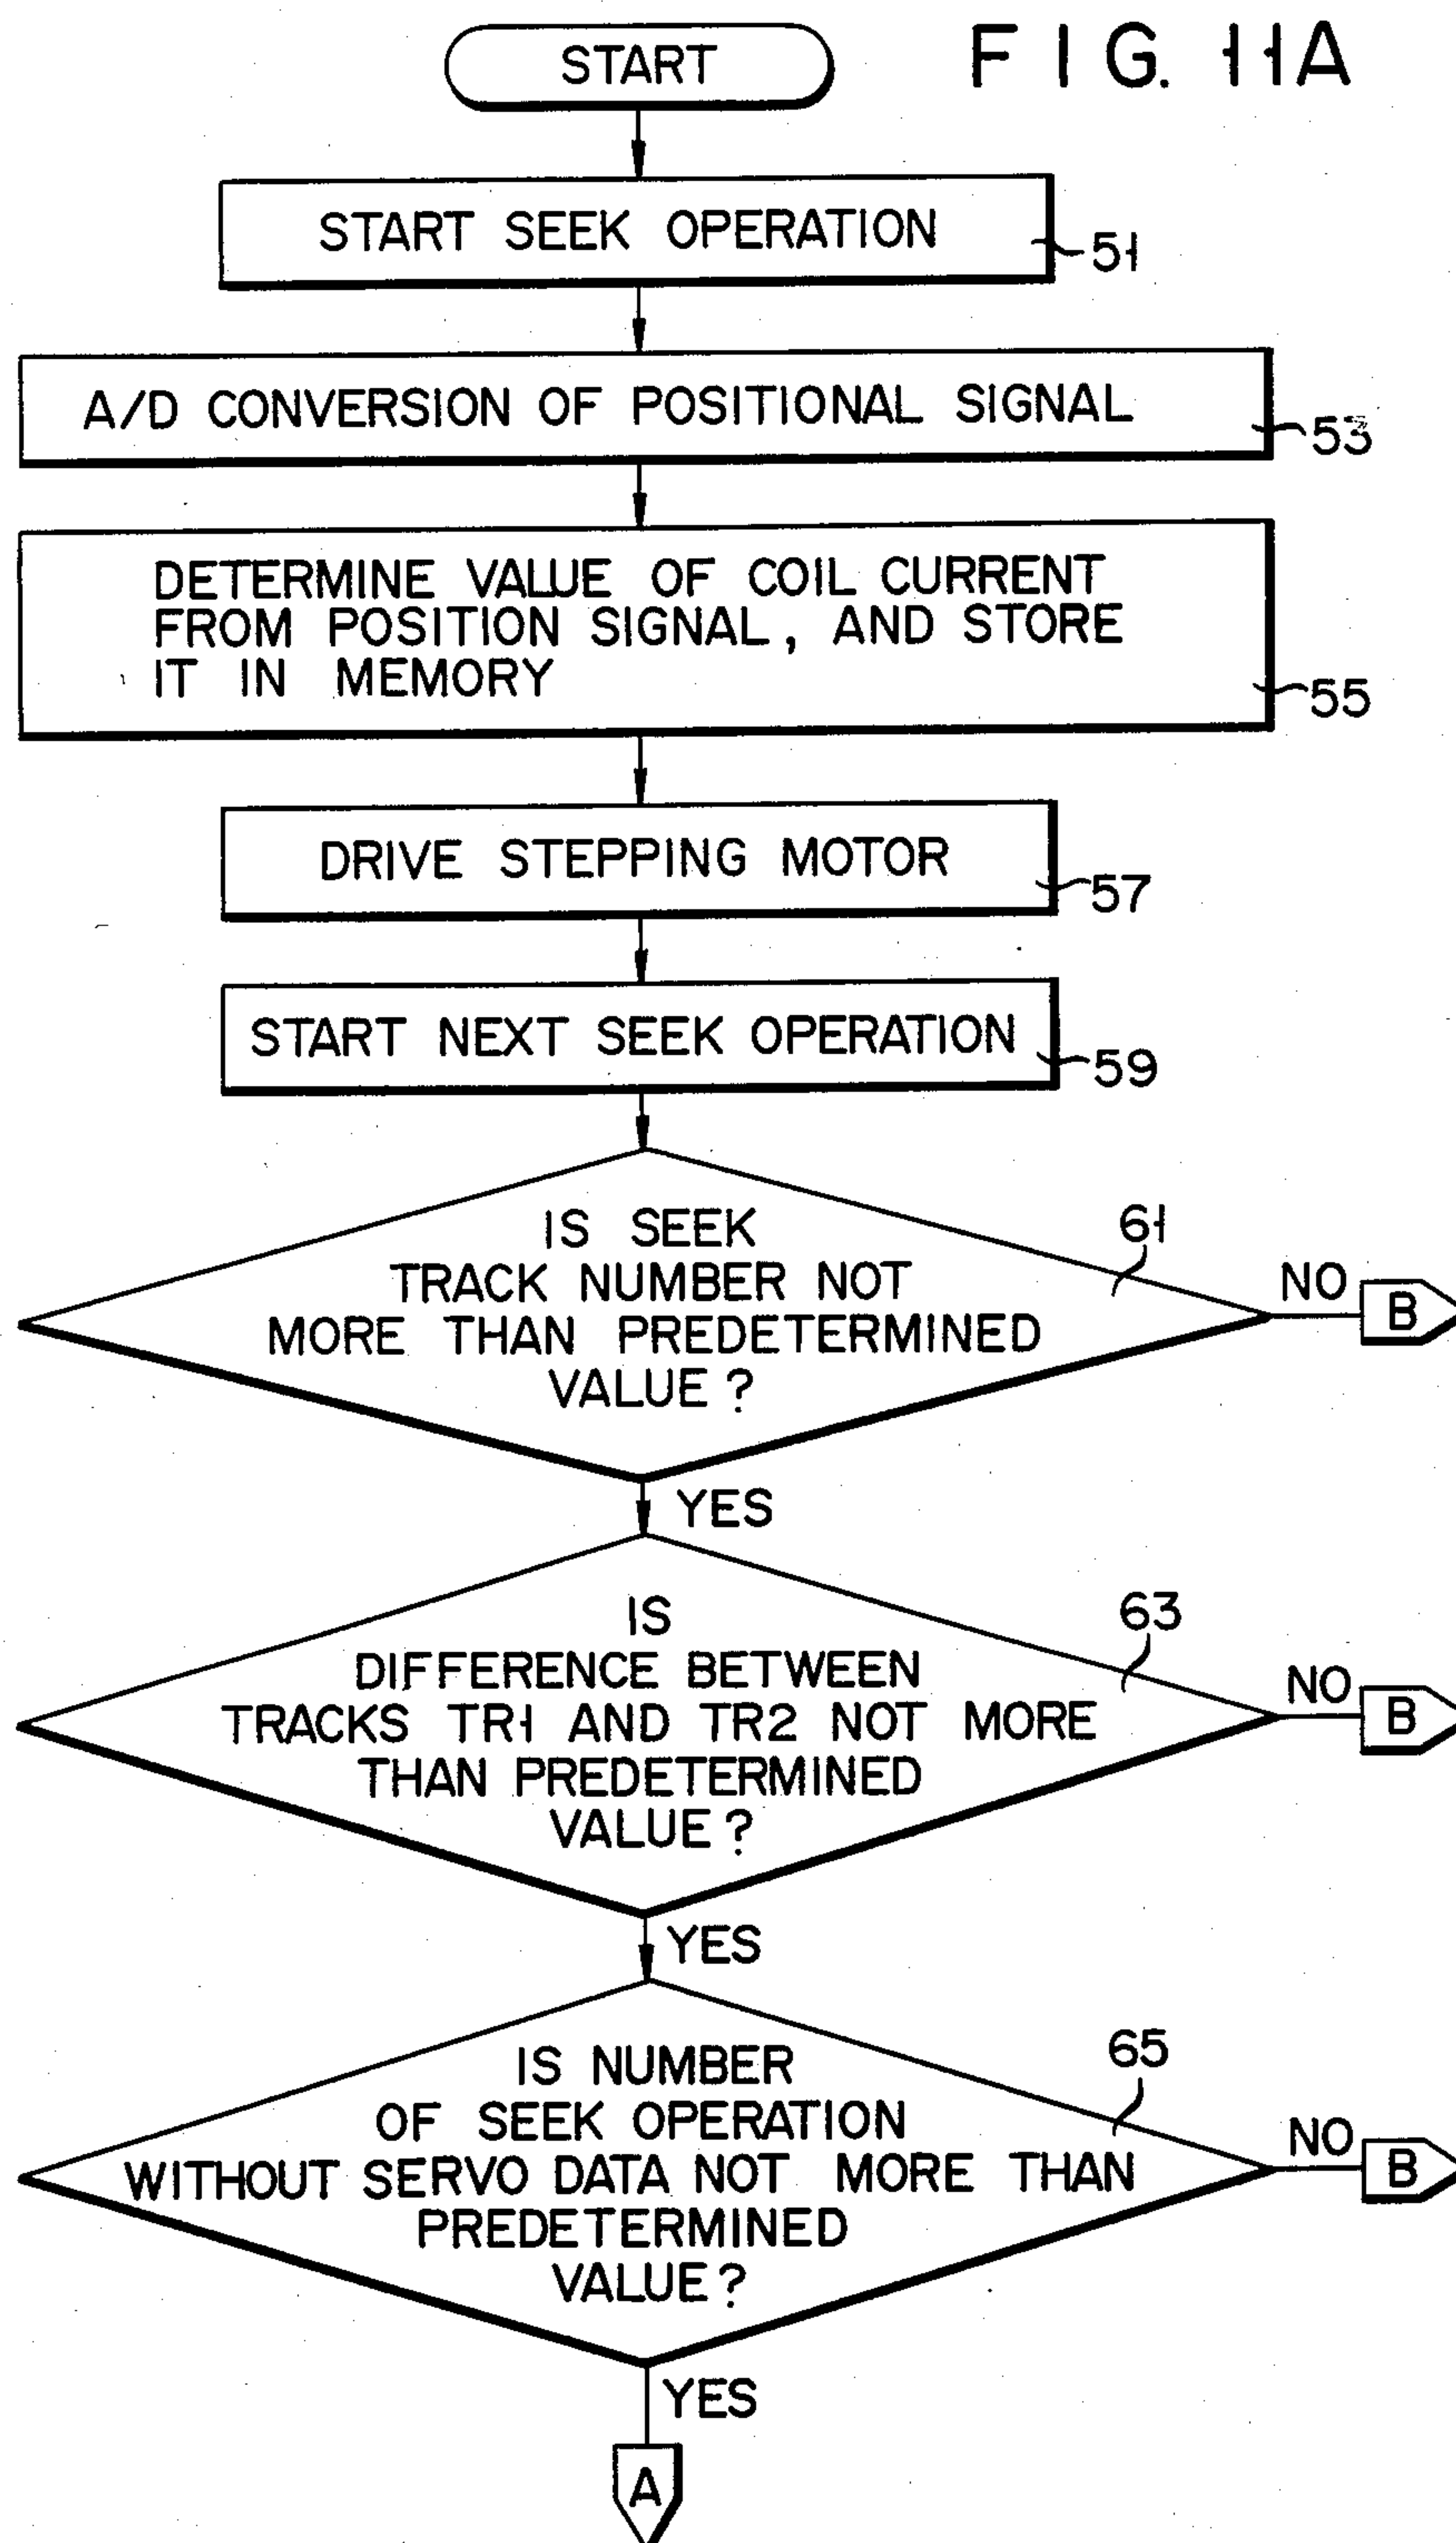 FIG. 11A
START
START SEEK OPERATION
51
A/D CONVERSION OF POSITIONAL SIGNAL
53
DETERMINE VALUE OF COIL CURRENT
FROM POSITION SIGNAL, AND STORE
IT IN MEMORY
55
DRIVE STEPPING MOTOR
57
START NEXT SEEK OPERATION
59
IS SEEK
TRACK NUMBER NOT
MORE THAN PREDETERMINED
VALUE?
61
NO
B
YES
IS
DIFFERENCE BETWEEN
TRACKS TR1 AND TR2 NOT MORE
THAN PREDETERMINED
VALUE?
63
NO
B
YES
IS NUMBER
OF SEEK OPERATION
WITHOUT SERVO DATA NOT MORE THAN
PREDETERMINED
VALUE?
65
NO
B
YES
A